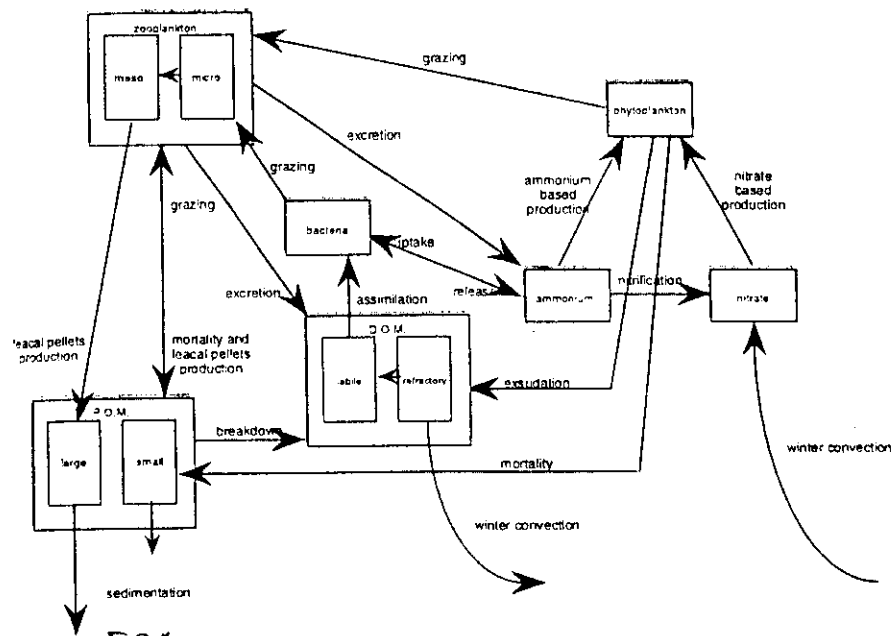 zooplankton
meso
micro
grazing
phytoplankton
excretion
grazing
ammonium
based
production
nitrate
based
production
grazing
bacteria
uptake
release
ammonium
nitrification
nitrate
excretion
assimilation
D.O.M.
labile
refractory
exsudation
leacal pellets
production
mortality and
leacal pellets
production
P.O.M.
large
small
breakdown
mortality
winter convection
winter convection
sedimentation